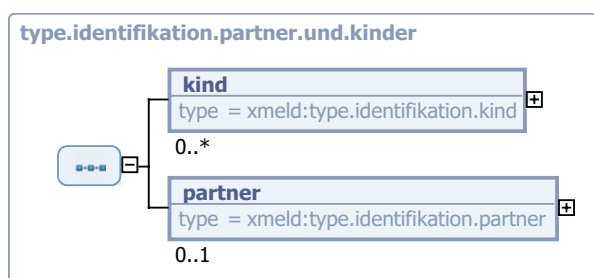 type.identifikation.partner.und.kinder
kind
type = xmeld:type.identifikation.kind
0..*
partner
type = xmeld:type.identifikation.partner
0..1